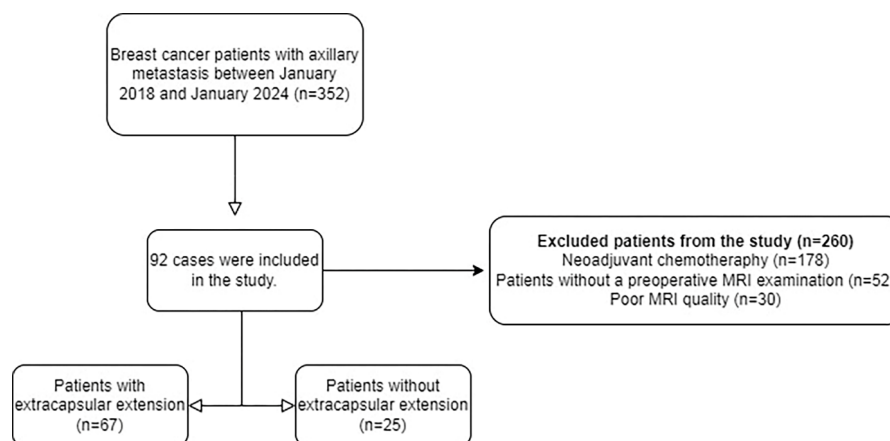 Breast cancer patients with axillary
metastasis between January
2018 and January 2024 (n=352)
92 cases were included
in the study.
Excluded patients from the study (n=260)
Neoadjuvant chemotheraphy (n=178)
Patients without a preoperative MRI examination (n=52
Poor MRI quality (n=30)
Patients with
extracapsular extension
(n=67)
Patients without
extracapsular extension
(n=25)